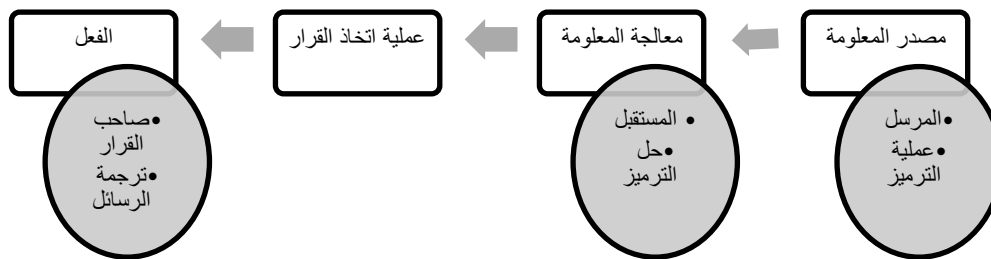 مصدر المعلومة
معالجة المعلومة
عملية اتخاذ القرار
الفعل
•المرسل
•عملية
الترميز
• المستقبل
•حل
الترميز
•صاحب
القرار
•ترجمة
الرسائل